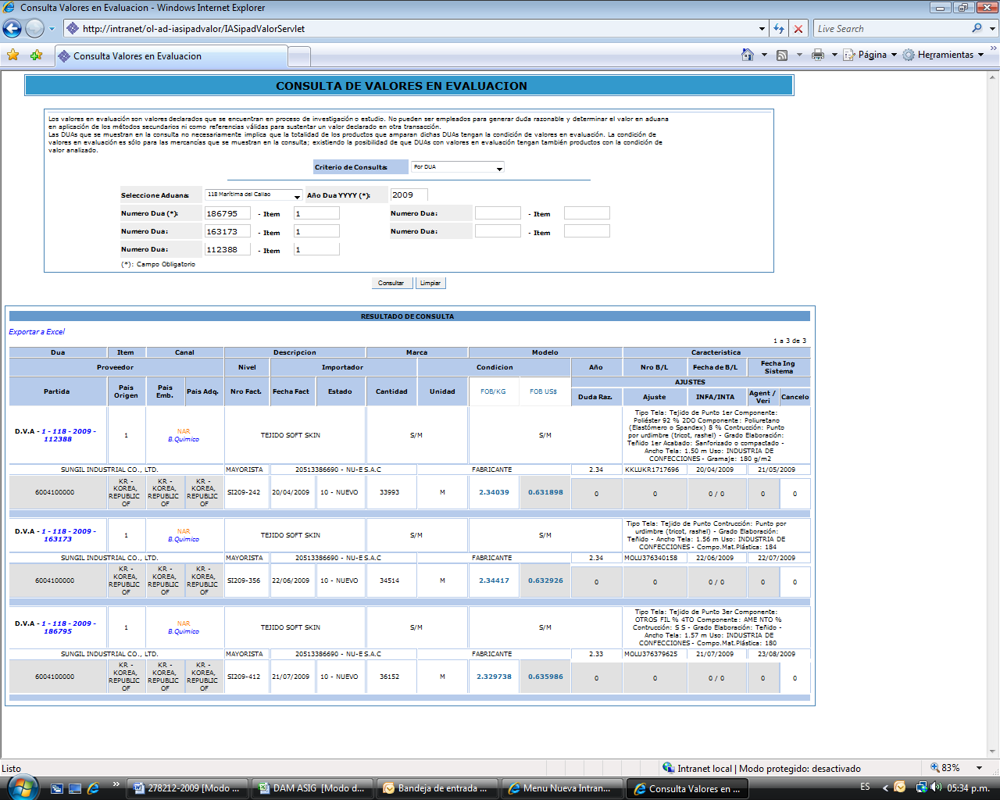 Consulta Valores en Evaluacion - Windows Internet Explorer
http://intranet/ol-ad-iasipadvalor/IASipadValorServlet
Live Search
Consulta Valores en Evaluacion
Página
Herramientas
CONSULTA DE VALORES EN EVALUACION
Los valores en evaluación son valores declarados que se encuentran en proceso de investigación o estudio. No pueden ser empleados para generar duda razonable y determinar el valor en aduana
en aplicación de los métodos secundarios ni como referencias válidas para sustentar un valor declarado en otra transacción.
Las DUAs que se muestran en la consulta no necesariamente implica que la totalidad de los productos que amparan dichas DUAs tengan la condición de valores en evaluación. La condición de
valores en evaluación es sólo para las mercancías que se muestran en la consulta; existiendo la posibilidad de que DUAs con valores en evaluación tengan también productos con la condición de
valor analizado.
Criterio de Consulta: Por DUA
Seleccione Aduana: 118 Marítima del Callao Año Dua YYYY (*): 2009
Numero Dua (*): 186795 - Item 1 Numero Dua: - Item
Numero Dua: 163173 - Item 1 Numero Dua: - Item
Numero Dua: 112388 - Item 1
(*): Campo Obligatorio
Consultar Limpiar
RESULTADO DE CONSULTA
Exportar a Excel
1 a 3 de 3
Dua Item Canal Descripcion Marca Modelo Caracteristica
Proveedor Nivel Importador Condicion Año Nro B/L Fecha de B/L Fecha Ing Sistema
Partida Pais Origen Pais Emb. Pais Adq. Nro Fact. Fecha Fact Estado Cantidad Unidad FOB/KG FOB US$ AJUSTES
Duda Raz. Ajuste INFA/INTA Agent / Veri Cancelo
D.V.A - 1 - 118 - 2009 - 112388 1 NAR B.Quimico TEJIDO SOFT SKIN S/M S/M
Tipo Tela: Tejido de Punto 1er Componente:
Poliéster 92 % 2DO Componente: Poliuretano
(Elastómero o Spandex) 8 % Contrucción: Punto
por urdimbre (tricot, rashel) - Grado Elaboración:
Teñido 1er Acabado: Sanforizado o compactado -
Ancho Tela: 1.50 m Uso: INDUSTRIA DE
CONFECCIONES - Gramaje: 180 g/m2
SUNGIL INDUSTRIAL CO., LTD. MAYORISTA 20513386690 - NU-E S.A.C FABRICANTE 2.34 KKLUKR1717696 20/04/2009 21/05/2009
6004100000 KR - KOREA, REPUBLIC OF KR - KOREA, REPUBLIC OF KR - KOREA, REPUBLIC OF SI209-242 20/04/2009 10 - NUEVO 33993 M 2.34039 0.631898 0 0 0 / 0 0 0
D.V.A - 1 - 118 - 2009 - 163173 1 NAR B.Quimico TEJIDO SOFT SKIN S/M S/M
Tipo Tela: Tejido de Punto Contrucción: Punto por
urdimbre (tricot, rashel) - Grado Elaboración:
Teñido - Ancho Tela: 1.56 m Uso: INDUSTRIA DE
CONFECCIONES - Compo.Mat.Plástica: 184
SUNGIL INDUSTRIAL CO., LTD. MAYORISTA 20513386690 - NU-E S.A.C FABRICANTE 2.34 MOLU376340158 22/06/2009 22/07/2009
6004100000 KR - KOREA, REPUBLIC OF KR - KOREA, REPUBLIC OF KR - KOREA, REPUBLIC OF SI209-356 22/06/2009 10 - NUEVO 34514 M 2.34417 0.632926 0 0 0 / 0 0 0
D.V.A - 1 - 118 - 2009 - 186795 1 NAR B.Quimico TEJIDO SOFT SKIN S/M S/M
Tipo Tela: Tejido de Punto 3er Componente:
OTROS FIL % 4TO Componente: AME NTO %
Contrucción: S S - Grado Elaboración: Teñido -
Ancho Tela: 1.57 m Uso: INDUSTRIA DE
CONFECCIONES - Compo.Mat.Plástica: 180
SUNGIL INDUSTRIAL CO., LTD. MAYORISTA 20513386690 - NU-E S.A.C FABRICANTE 2.33 MOLU376379625 21/07/2009 23/08/2009
6004100000 KR - KOREA, REPUBLIC OF KR - KOREA, REPUBLIC OF KR - KOREA, REPUBLIC OF SI209-412 21/07/2009 10 - NUEVO 36152 M 2.329738 0.635986 0 0 0 / 0 0 0
Listo Intranet local | Modo protegido: desactivado 83%
278212-2009 [Modo ... DAM ASIG [Modo d... Bandeja de entrada ... Menu Nueva Intran... Consulta Valores en ... ES 05:34 p.m.